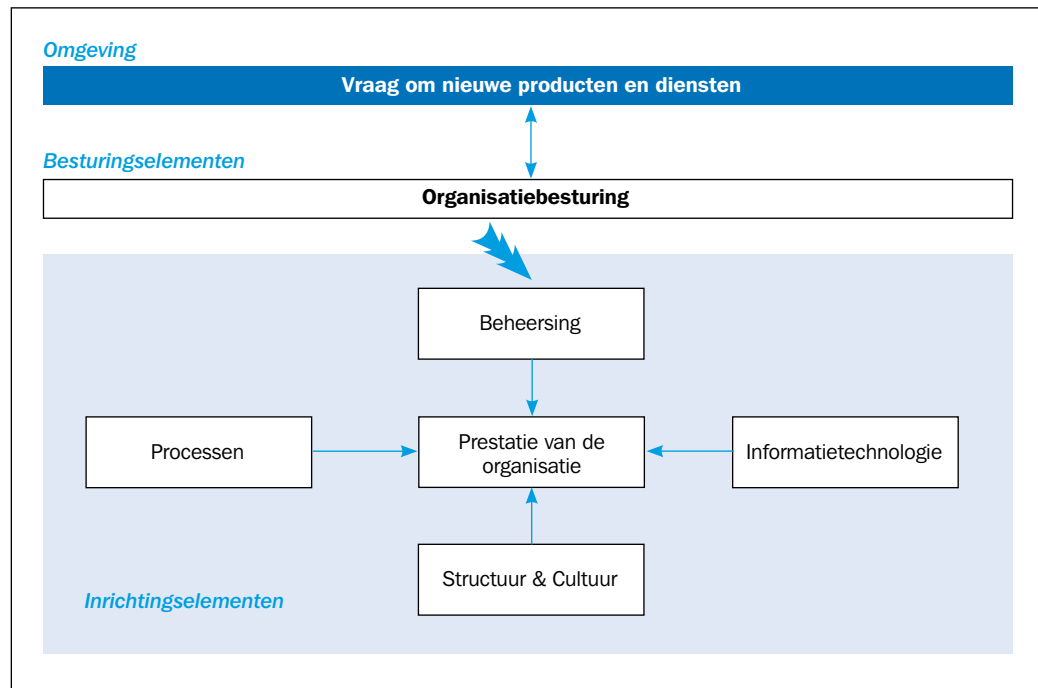 Omgeving
Vraag om nieuwe producten en diensten
Besturingselementen
Organisatiebesturing
Beheersing
Processen
Prestatie van de
organisatie
Informatietechnologie
Structuur & Cultuur
Inrichtingselementen